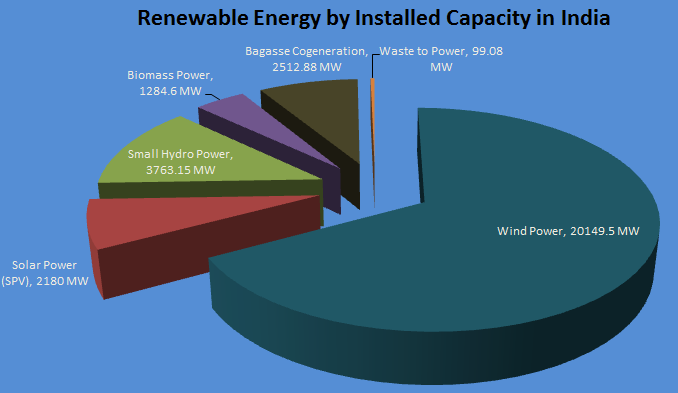 Renewable Energy by Installed Capacity in India
Bagasse Cogeneration,
2512.88 MW
Waste to Power, 99.08
MW
Biomass Power,
1284.6 MW
Small Hydro Power,
3763.15 MW
Wind Power, 20149.5 MW
Solar Power
(SPV), 2180 MW